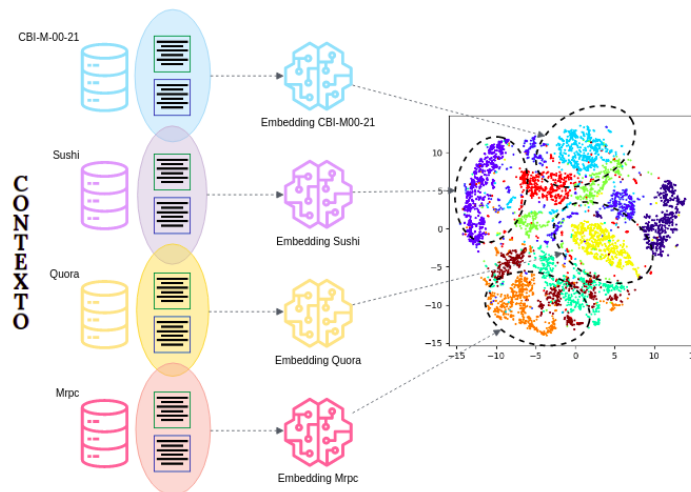 CBI-M-00-21
Embedding CBI-M00-21
Sushi
Embedding Sushi
CONTEXTO
Quora
Embedding Quora
Mrpc
Embedding Mrpc
10
5
0
−5
−10
−15
−15
−10
−5
0
5
10